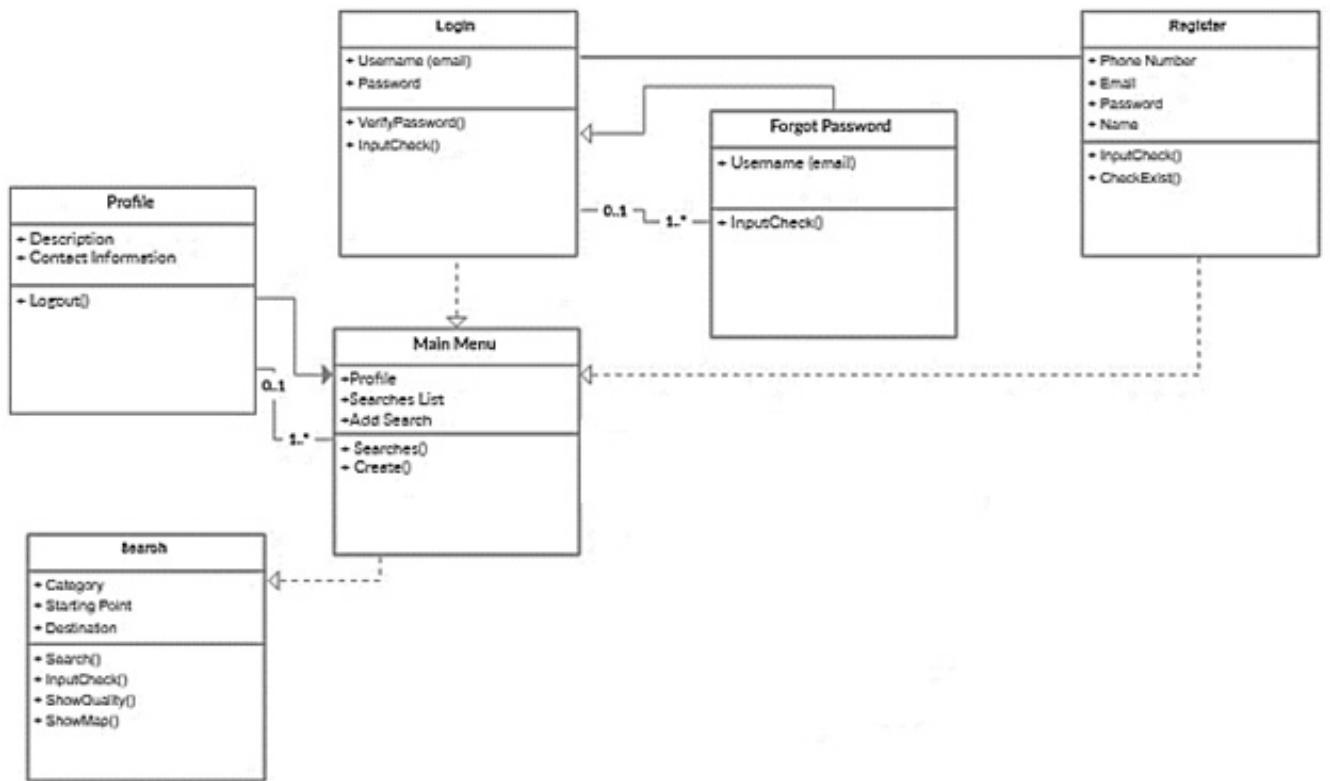 Login
+ Username (email)
+ Password
+ VerifyPassword()
+ InputCheck()
Register
+ Phone Number
+ Email
+ Password
+ Name
+ InputCheck()
+ CheckExist()
Forgot Password
+ Username (email)
+ InputCheck()
0..1
1..*
Profile
+ Description
+ Contact Information
+ Logout()
0..1
1..*
Main Menu
+Profile
+Searches List
+Add Search
+ Searches()
+ Create()
Search
+ Category
+ Starting Point
+ Destination
+ Search()
+ InputCheck()
+ ShowQuality()
+ ShowMap()